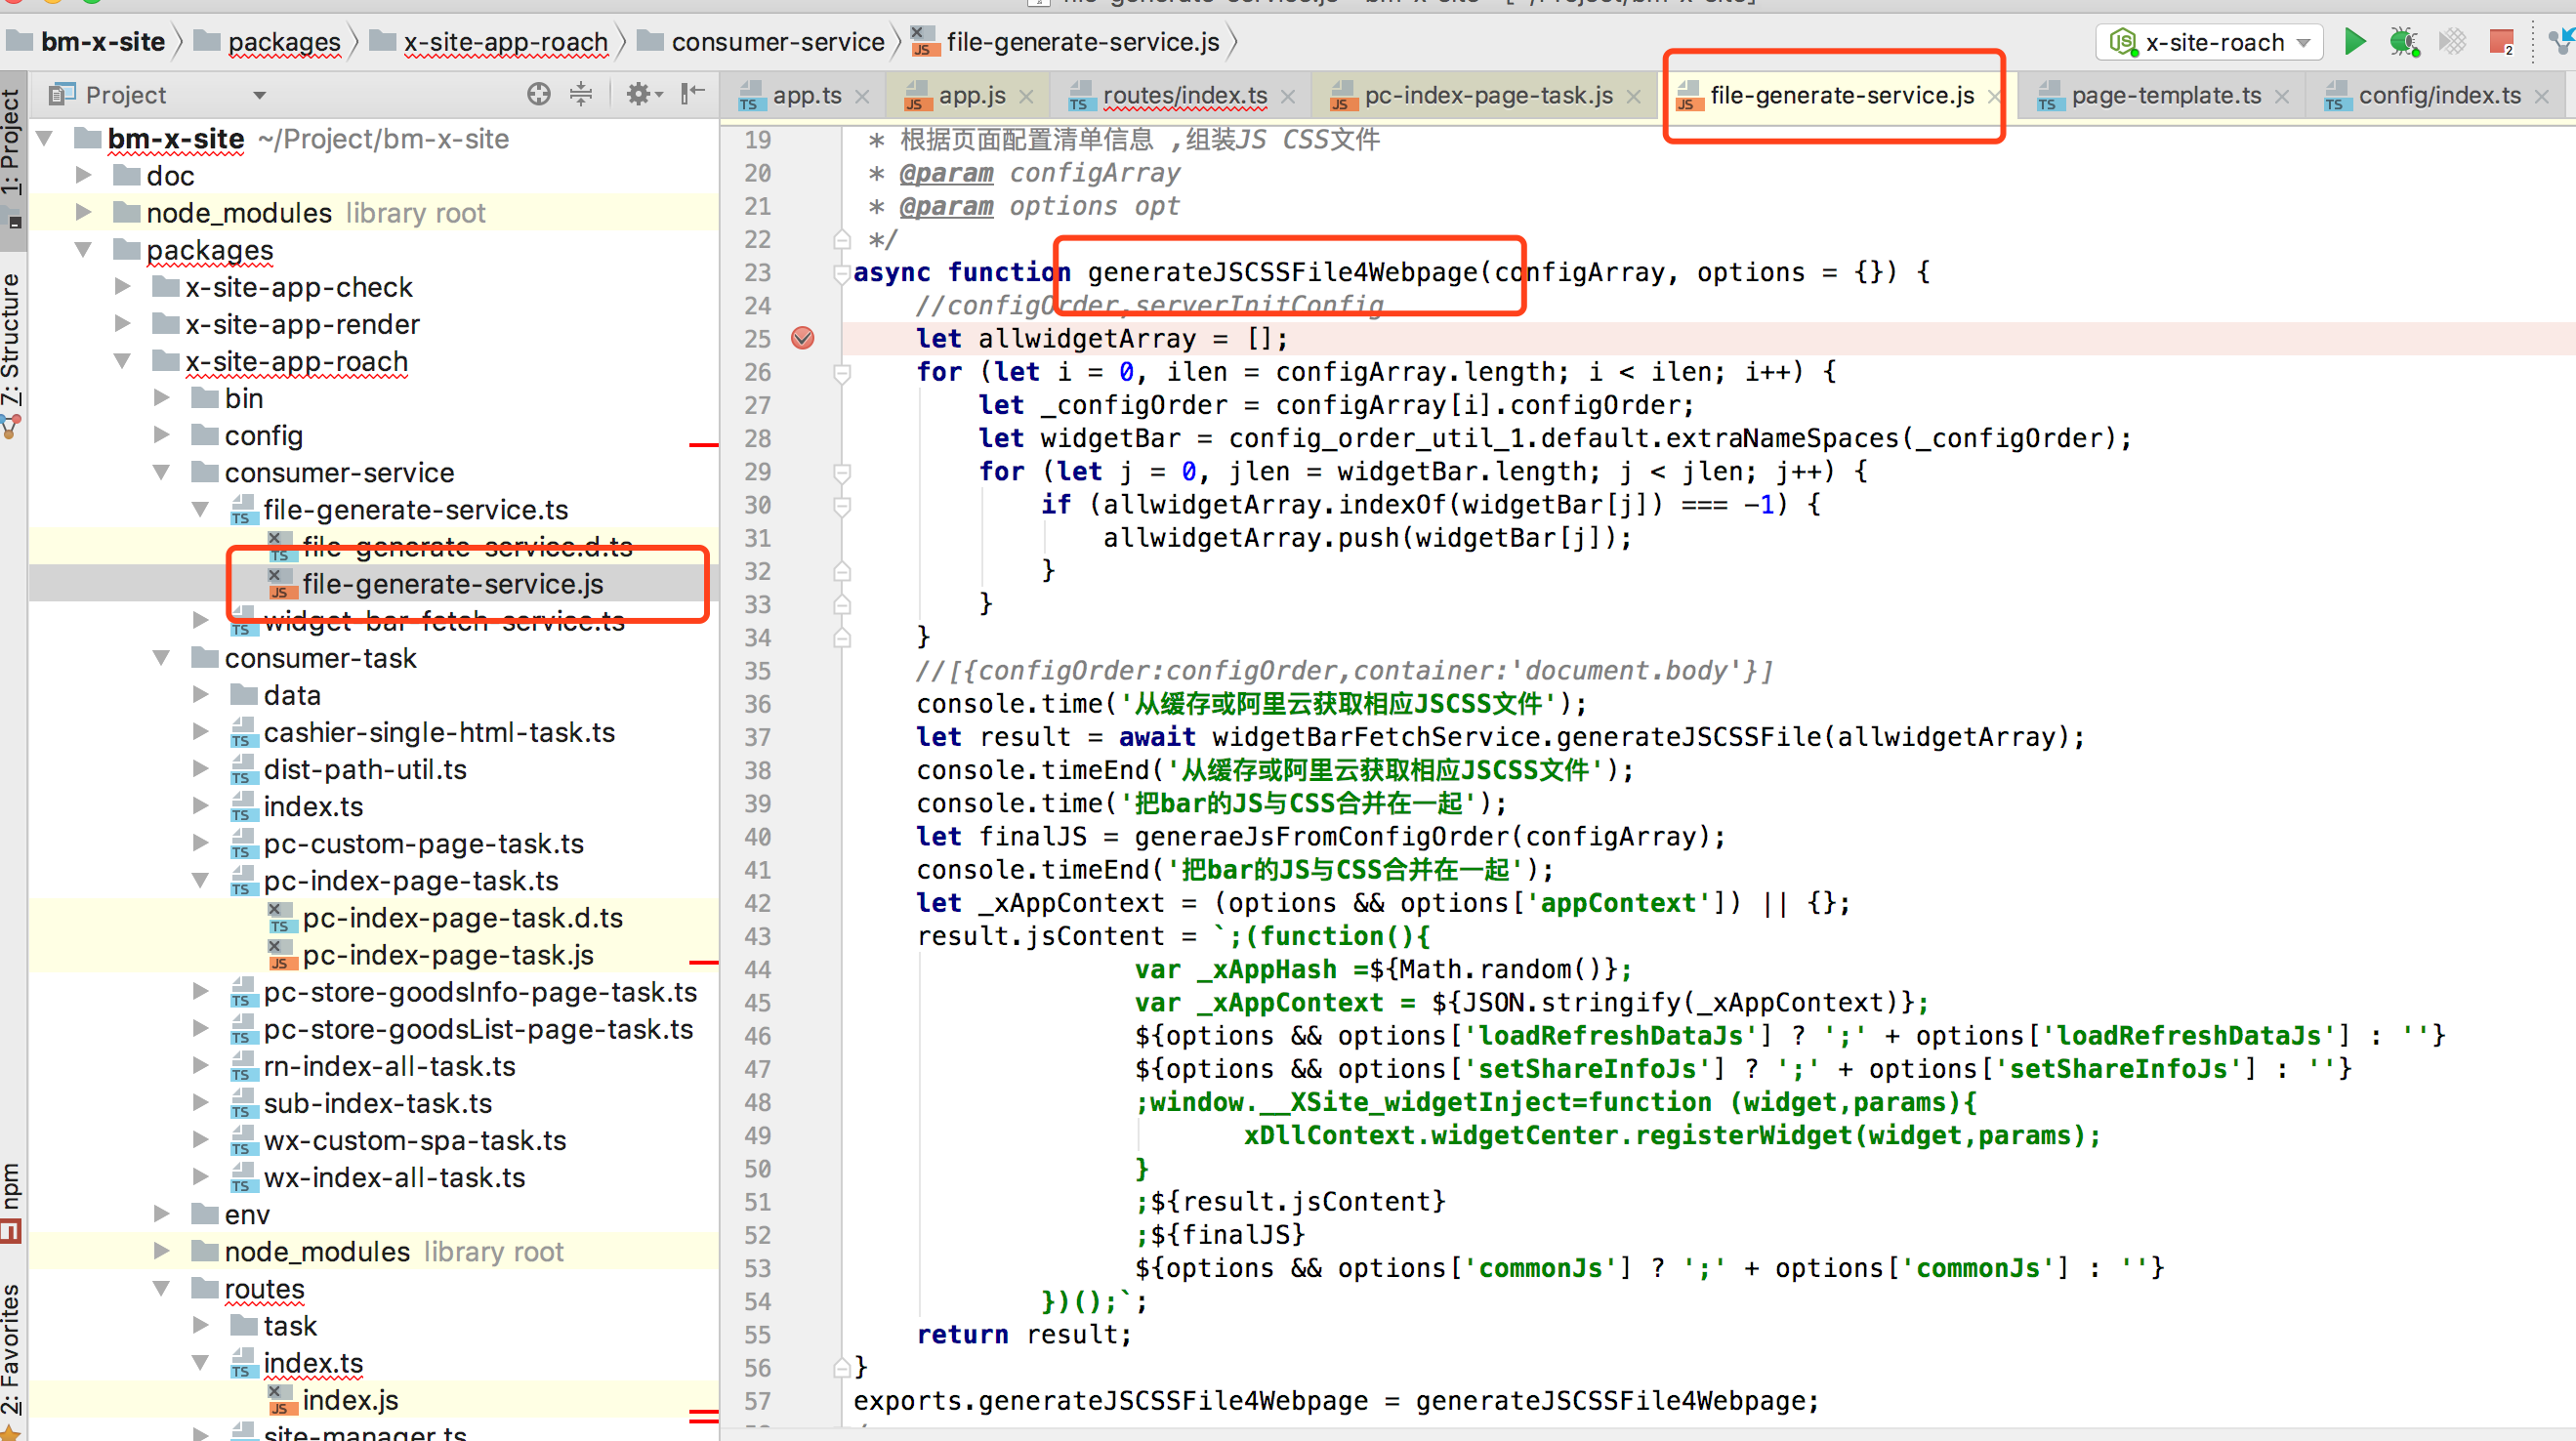 bm-x-site packages x-site-app-roach consumer-service file-generate-service.js x-site-roach
Project
app.ts app.js routes/index.ts pc-index-page-task.js file-generate-service.js page-template.ts config/index.ts
1: Project
7: Structure
npm
2: Favorites
bm-x-site ~/Project/bm-x-site
doc
node_modules library root
packages
x-site-app-check
x-site-app-render
x-site-app-roach
bin
config
consumer-service
file-generate-service.ts
file-generate-service.d.ts
file-generate-service.js
widget-bar-fetch-service.ts
consumer-task
data
cashier-single-html-task.ts
dist-path-util.ts
index.ts
pc-custom-page-task.ts
pc-index-page-task.ts
pc-index-page-task.d.ts
pc-index-page-task.js
pc-store-goodsInfo-page-task.ts
pc-store-goodsList-page-task.ts
rn-index-all-task.ts
sub-index-task.ts
wx-custom-spa-task.ts
wx-index-all-task.ts
env
node_modules library root
routes
task
index.ts
index.js
site-manager.ts
19 * 根据页面配置清单信息 ,组装JS CSS文件
20 * @param configArray
21 * @param options opt
22 */
23 async function generateJSCSSFile4Webpage(configArray, options = {}) {
24 //configOrder,serverInitConfig
25 let allwidgetArray = [];
26 for (let i = 0, ilen = configArray.length; i < ilen; i++) {
27 let _configOrder = configArray[i].configOrder;
28 let widgetBar = config_order_util_1.default.extraNameSpaces(_configOrder);
29 for (let j = 0, jlen = widgetBar.length; j < jlen; j++) {
30 if (allwidgetArray.indexOf(widgetBar[j]) === -1) {
31 allwidgetArray.push(widgetBar[j]);
32 }
33 }
34 }
35 //[{configOrder:configOrder,container:'document.body'}]
36 console.time('从缓存或阿里云获取相应JSCSS文件');
37 let result = await widgetBarFetchService.generateJSCSSFile(allwidgetArray);
38 console.timeEnd('从缓存或阿里云获取相应JSCSS文件');
39 console.time('把bar的JS与CSS合并在一起');
40 let finalJS = generaeJsFromConfigOrder(configArray);
41 console.timeEnd('把bar的JS与CSS合并在一起');
42 let _xAppContext = (options && options['appContext']) || {};
43 result.jsContent = `;(function(){
44 var _xAppHash =${Math.random()};
45 var _xAppContext = ${JSON.stringify(_xAppContext)};
46 ${options && options['loadRefreshDataJs'] ? ';' + options['loadRefreshDataJs'] : ''}
47 ${options && options['setShareInfoJs'] ? ';' + options['setShareInfoJs'] : ''}
48 ;window.__XSite_widgetInject=function (widget,params){
49 xDllContext.widgetCenter.registerWidget(widget,params);
50 }
51 ;${result.jsContent}
52 ;${finalJS}
53 ${options && options['commonJs'] ? ';' + options['commonJs'] : ''}
54 })();`;
55 return result;
56 }
57 exports.generateJSCSSFile4Webpage = generateJSCSSFile4Webpage;